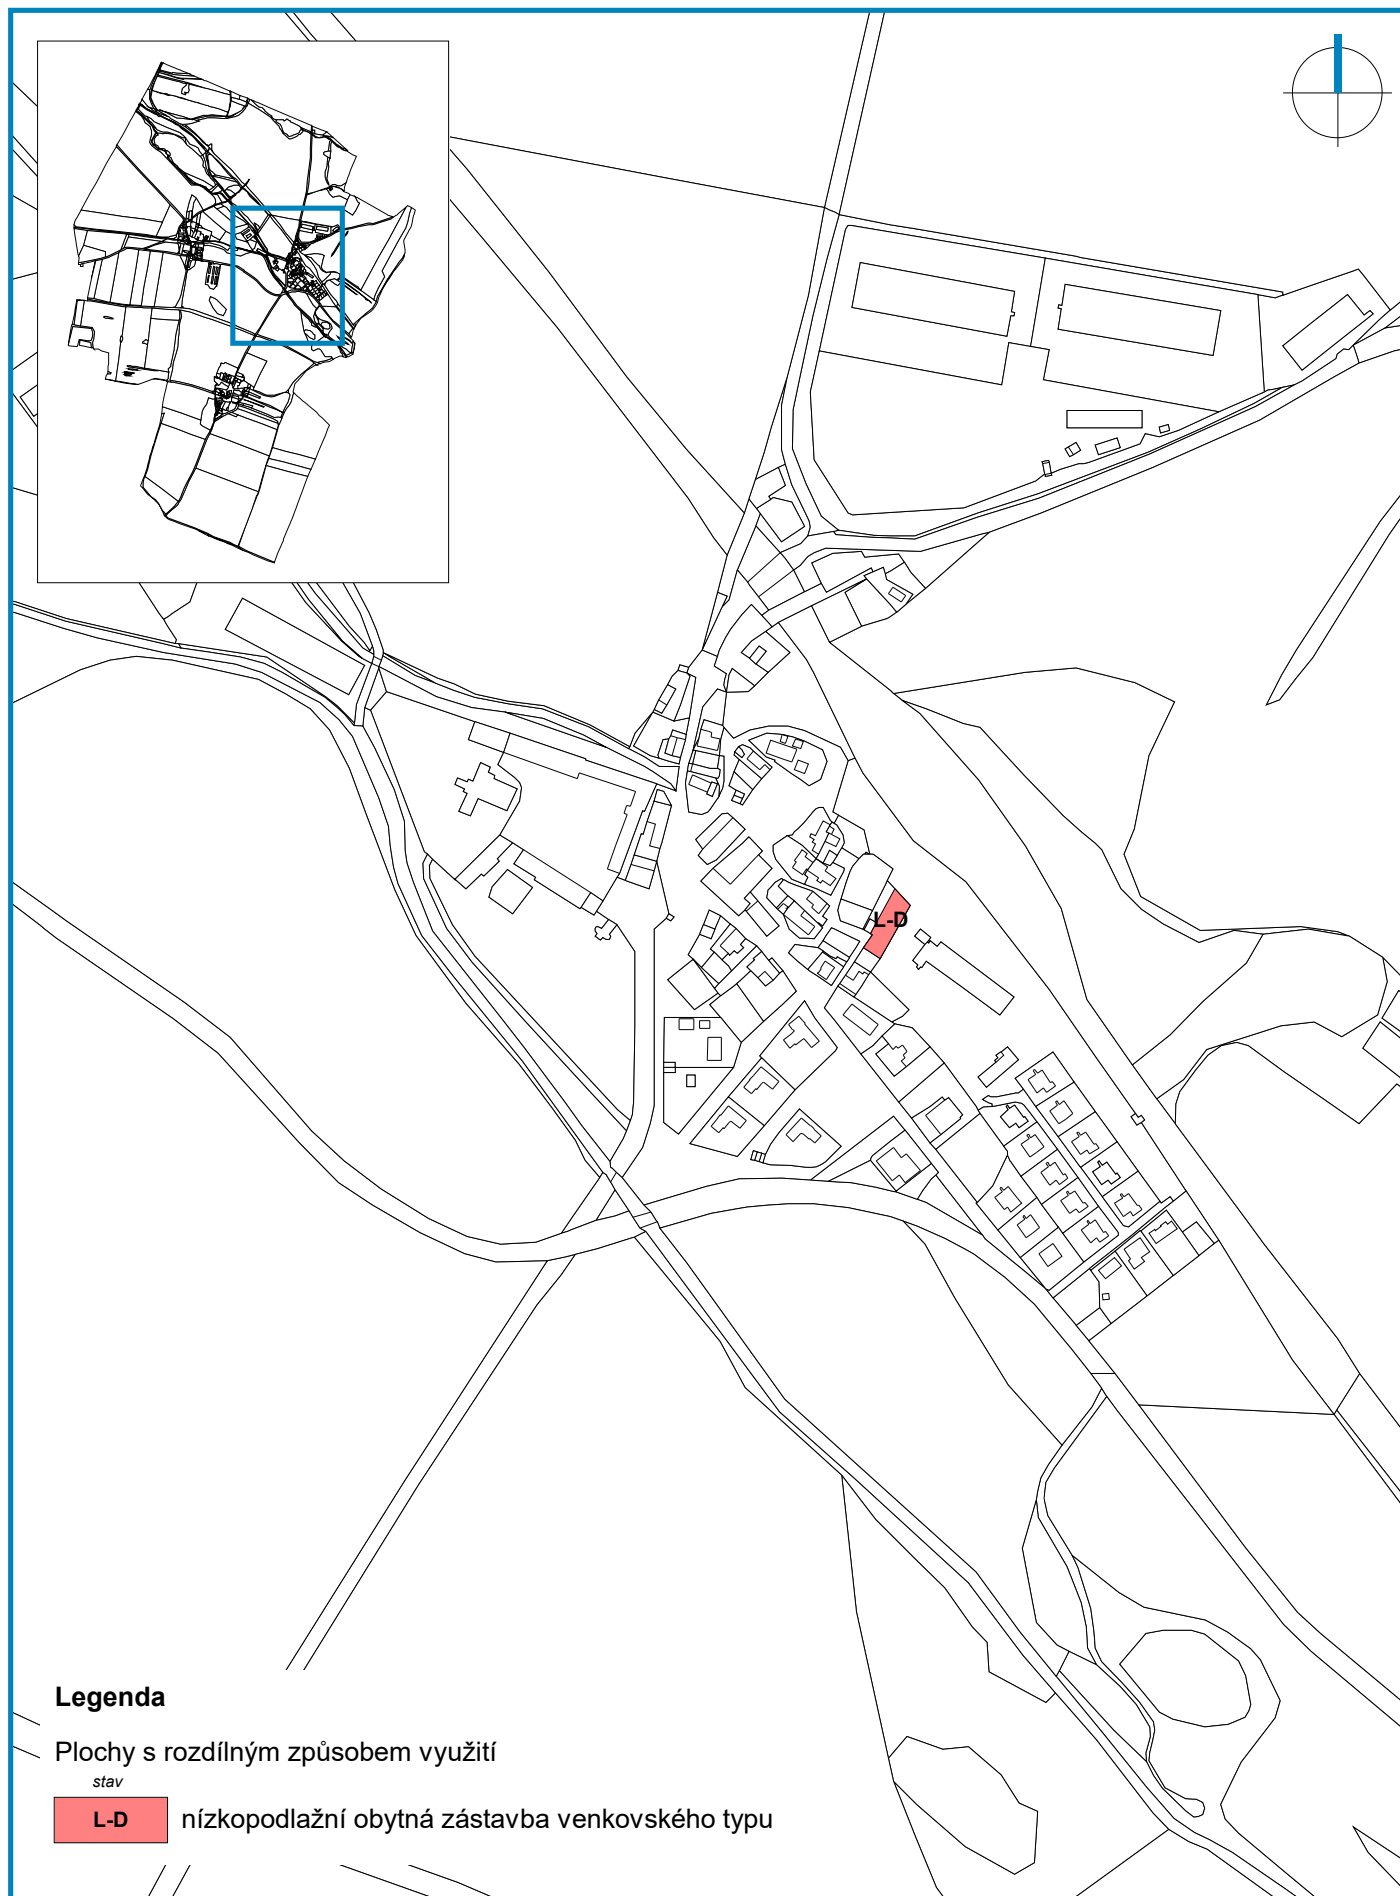 L-D
Legenda
Plochy s rozdílným způsobem využití
stav
L-D nízkopodlažní obytná zástavba venkovského typu